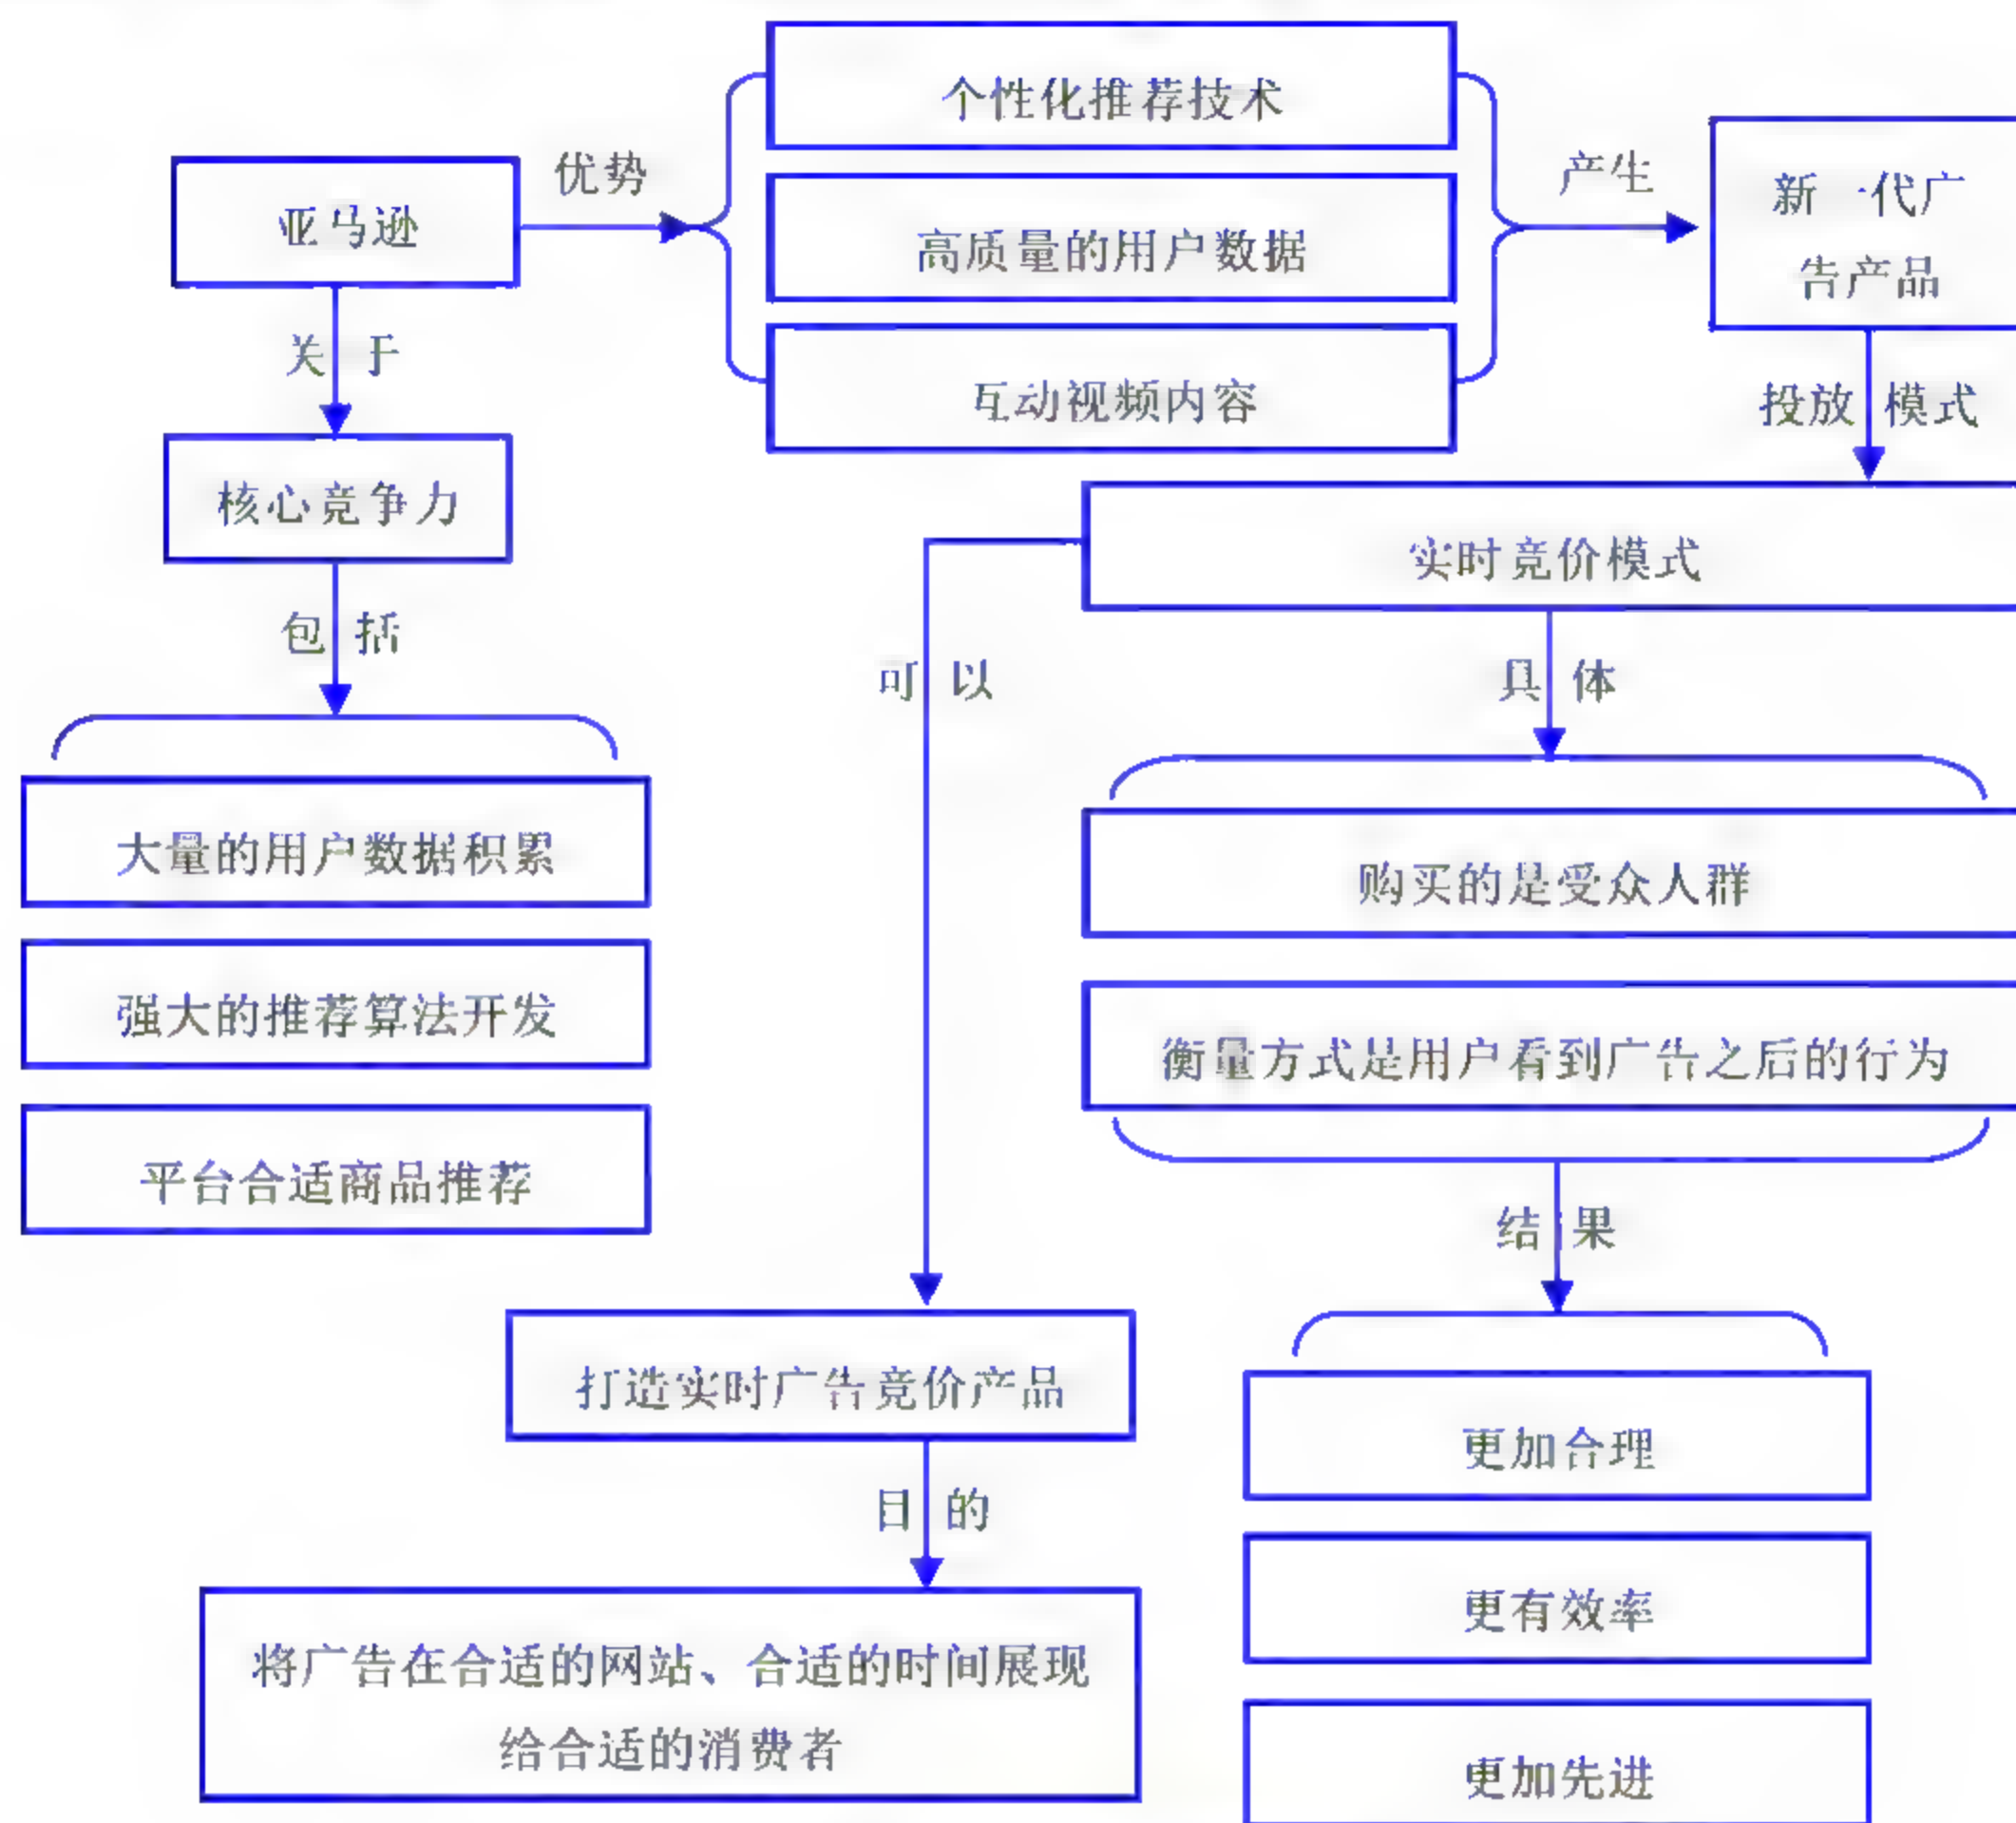 个性化推荐技术
优势
产生
亚马逊
高质量的用户数据
新一代广
告产品
关于
互动视频内容
投放模式
核心竞争力
实时竞价模式
包括
可以
具体
大量的用户数据积累
购买的是受众人群
强大的推荐算法开发
衡量方式是用户看到广告之后的行为
平台合适商品推荐
结果
打造实时广告竞价产品
更加合理
目的
更有效率
将广告在合适的网站、合适的时间展现
给合适的消费者
更加先进